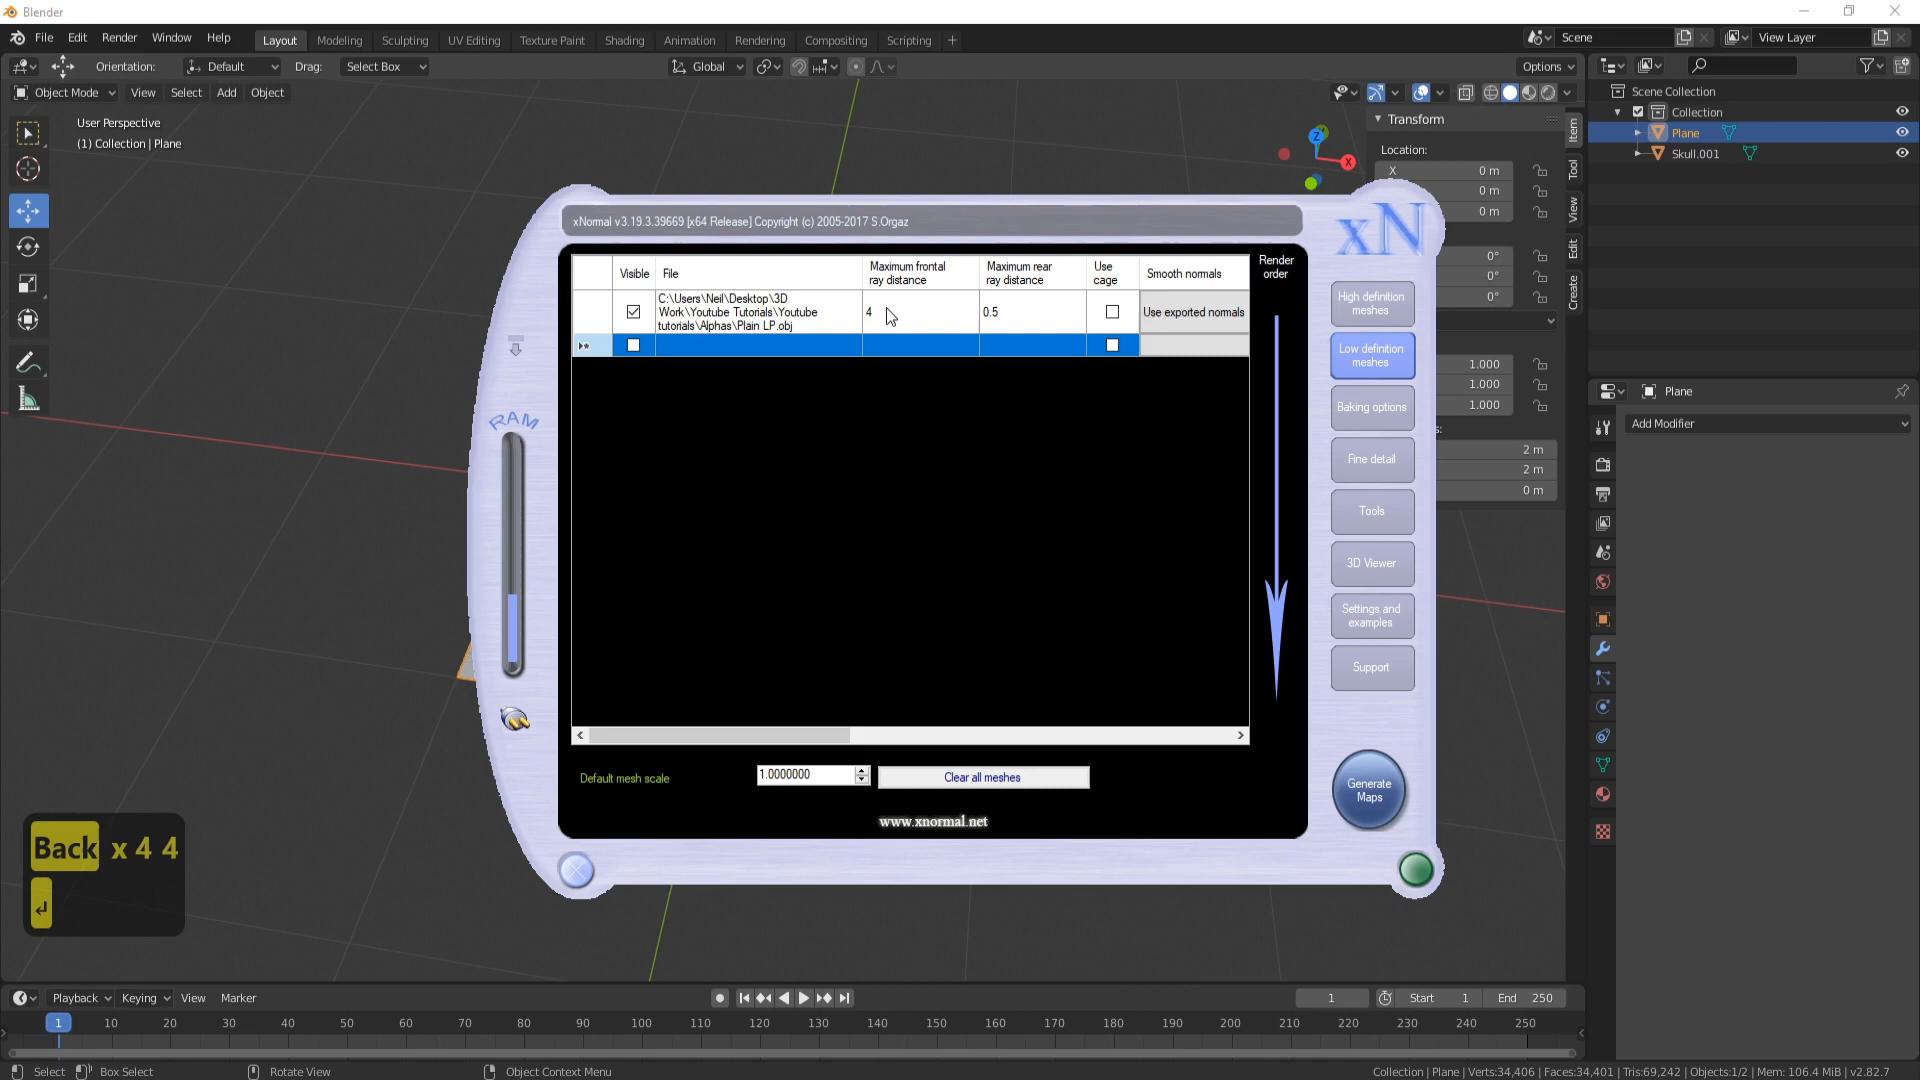 Blender
File Edit Render Window Help
Layout Modeling Sculpting UV Editing Texture Paint Shading Animation Rendering Compositing Scripting +
Scene
View Layer
Orientation: Default Drag: Select Box
Global
Options
Object Mode View Select Add Object
User Perspective
(1) Collection | Plane
Z
X
Transform
Location:
X 0 m
0 m
0 m
0°
0°
0°
1.000
1.000
1.000
s:
2 m
2 m
0 m
Item
Tool
View
Edit
Create
Scene Collection
Collection
Plane
Skull.001
Plane
Add Modifier
xNormal v3.19.3.39669 [x64 Release] Copyright (c) 2005-2017 S.Orgaz
xN
Visible
File
Maximum frontal
ray distance
Maximum rear
ray distance
Use
cage
Smooth normals
Render
order
C:\Users\Neil\Desktop\3D
Work\Youtube Tutorials\Youtube
tutorials\Alphas\Plain LP.obj
4
0.5
Use exported normals
RAM
High definition
meshes
Low definition
meshes
Baking options
Fine detail
Tools
3D Viewer
Settings and
examples
Support
Generate
Maps
Default mesh scale
1.0000000
Clear all meshes
www.xnormal.net
Back x 4 4
Playback Keying View Marker
1
Start 1
End 250
1 10 20 30 40 50 60 70 80 90 100 110 120 130 140 150 160 170 180 190 200 210 220 230 240 250
Select Box Select Rotate View Object Context Menu
Collection | Plane | Verts:34,406 | Faces:34,401 | Tris:69,242 | Objects:1/2 | Mem: 106.4 MiB | v2.82.7